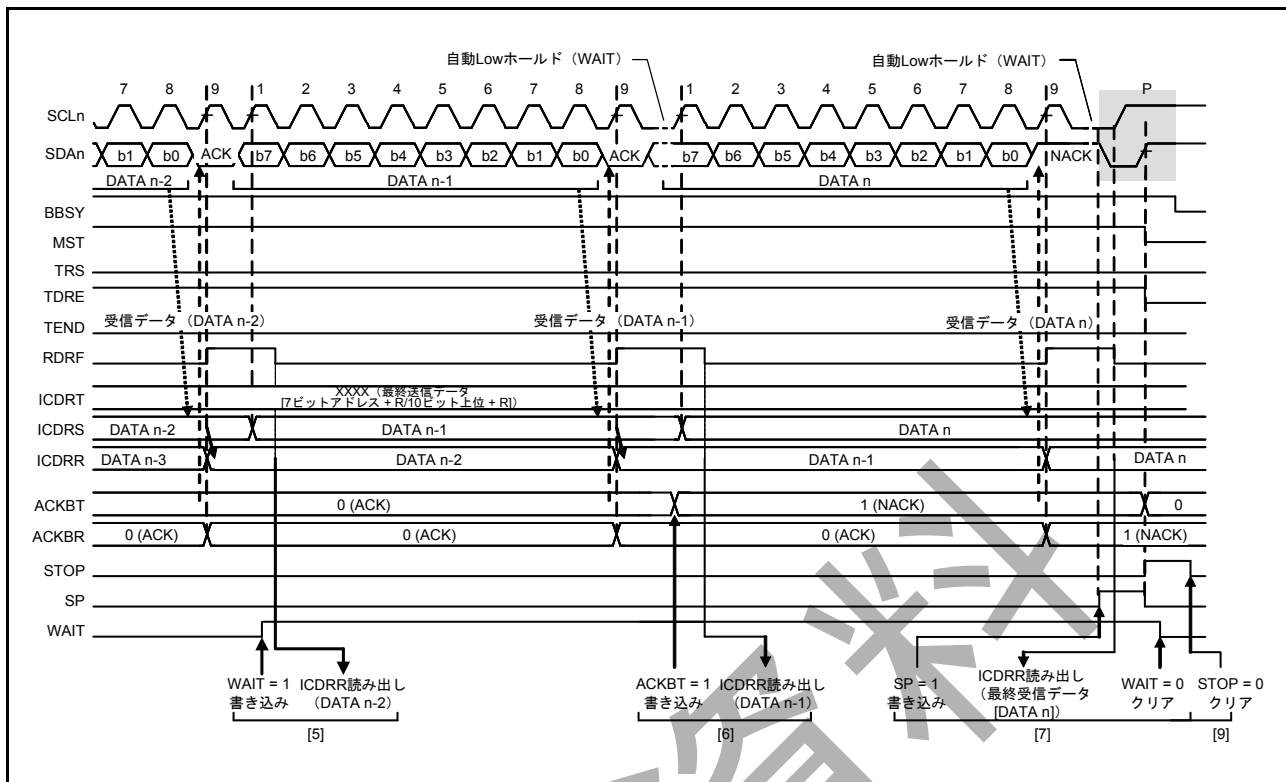 自動Lowホールド（WAIT）
自動Lowホールド（WAIT）
7 8 9 1 2 3 4 5 6 7 8 9 1 2 3 4 5 6 7 8 9 P
SCLn
SDAn b1 b0 ACK b7 b6 b5 b4 b3 b2 b1 b0 ACK b7 b6 b5 b4 b3 b2 b1 b0 NACK
DATA n-2 DATA n-1 DATA n
BBSY
MST
TRS
TDRE
TEND
受信データ（DATA n-2） 受信データ（DATA n-1） 受信データ（DATA n）
RDRF
ICDRT
XXXX（最終送信データ
[7ビットアドレス + R/10ビット上位 + R]）
ICDRS DATA n-2 DATA n-1 DATA n
ICDRR DATA n-3 DATA n-2 DATA n-1 DATA n
ACKBT 0 (ACK) 1 (NACK) 0
ACKBR 0 (ACK) 0 (ACK) 0 (ACK) 1 (NACK)
STOP
SP
WAIT
WAIT = 1
書き込み
ICDRR読み出し
（DATA n-2）
[5]
ACKBT = 1
書き込み
ICDRR読み出し
（DATA n-1）
[6]
SP = 1
書き込み
ICDRR読み出し
（最終受信データ
[DATA n]）
WAIT = 0
クリア
[7]
STOP = 0
クリア
[9]
資料